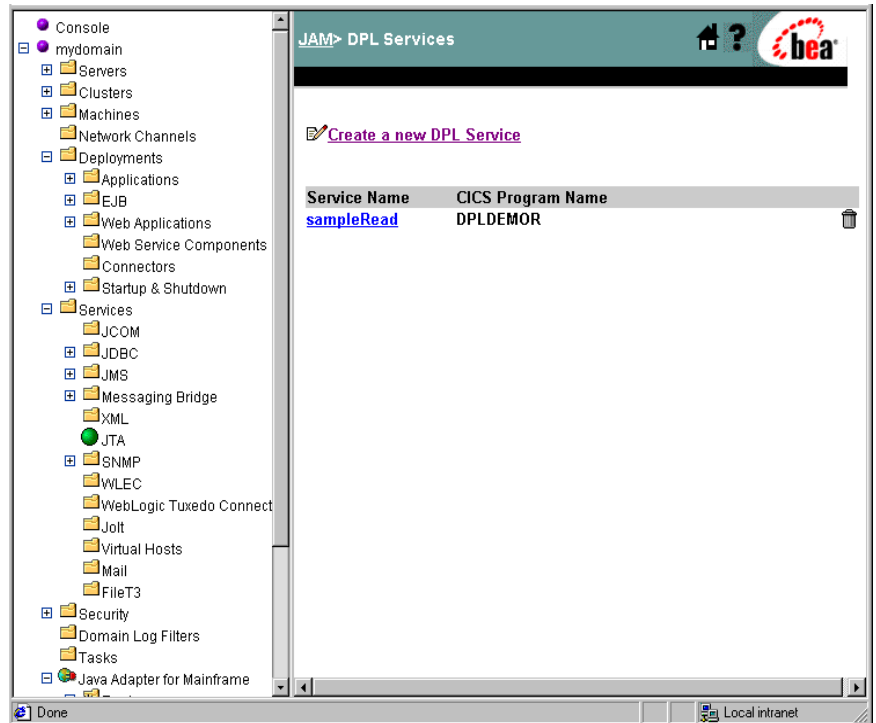 Console
mydomain
Servers
Clusters
Machines
Network Channels
Deployments
Applications
EJB
Web Applications
Web Service Components
Connectors
Startup & Shutdown
Services
JCOM
JDBC
JMS
Messaging Bridge
XML
JTA
SNMP
WLEC
WebLogic Tuxedo Connect
Jolt
Virtual Hosts
Mail
FileT3
Security
Domain Log Filters
Tasks
Java Adapter for Mainframe
JAM> DPL Services
?
bea
Create a new DPL Service
Service Name CICS Program Name
sampleRead DPLDEMOR
Done Local intranet